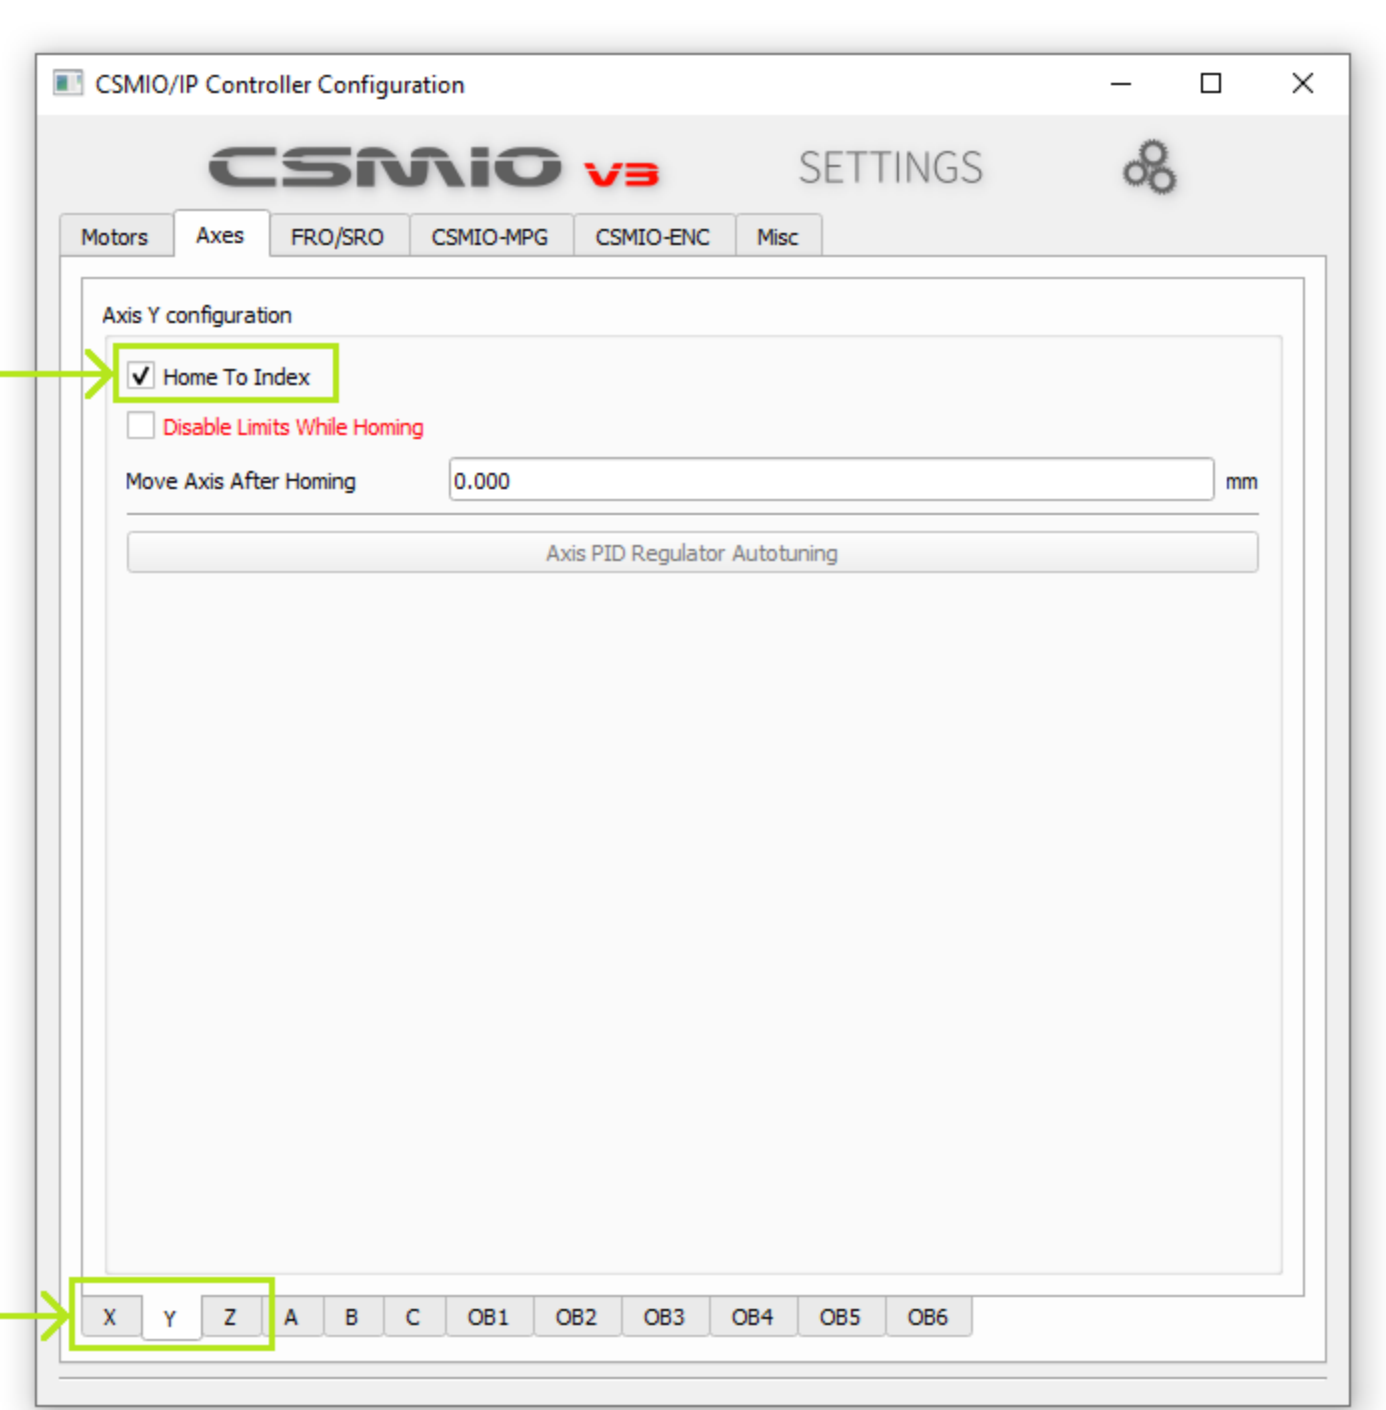 CSMIO/IP Controller Configuration
CSMIO V3 SETTINGS
Motors Axes FRO/SRO CSMIO-MPG CSMIO-ENC Misc
Axis Y configuration
Home To Index
Disable Limits While Homing
Move Axis After Homing 0.000 mm
Axis PID Regulator Autotuning
X Y Z A B C OB1 OB2 OB3 OB4 OB5 OB6